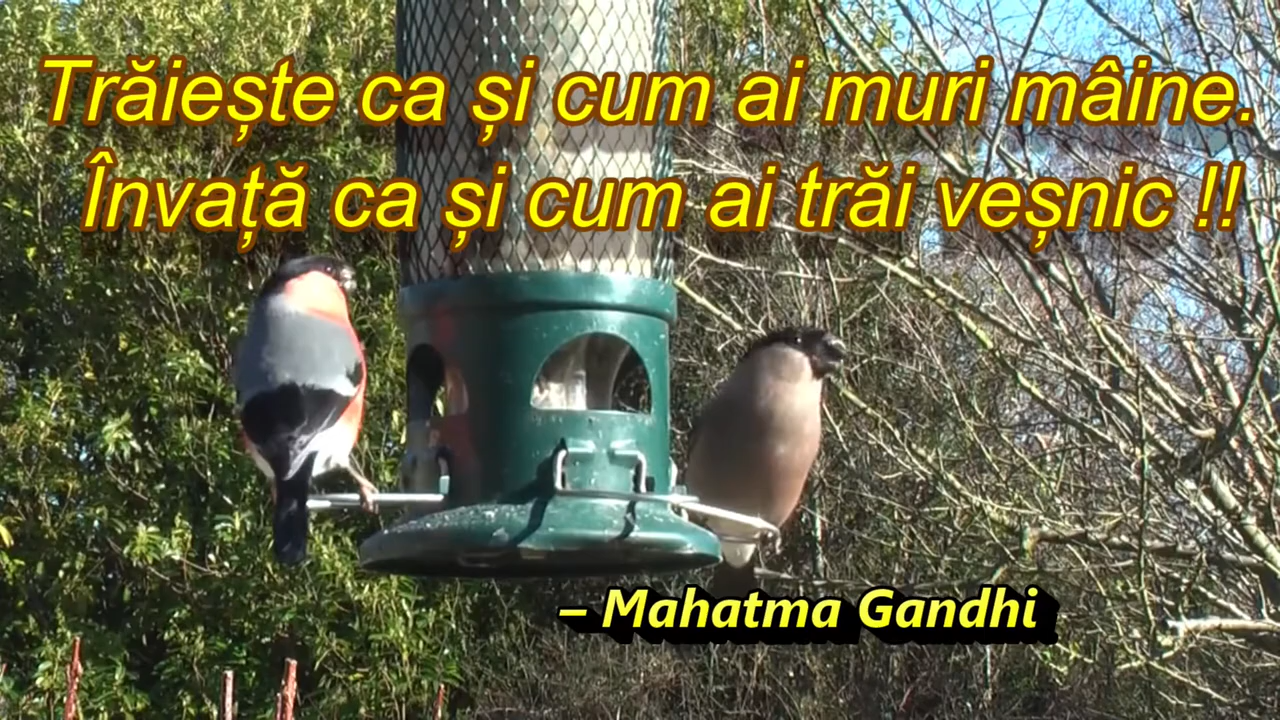 Trăiește ca și cum ai muri mâine.
Învață ca și cum ai trăi veșnic !!
– Mahatma Gandhi